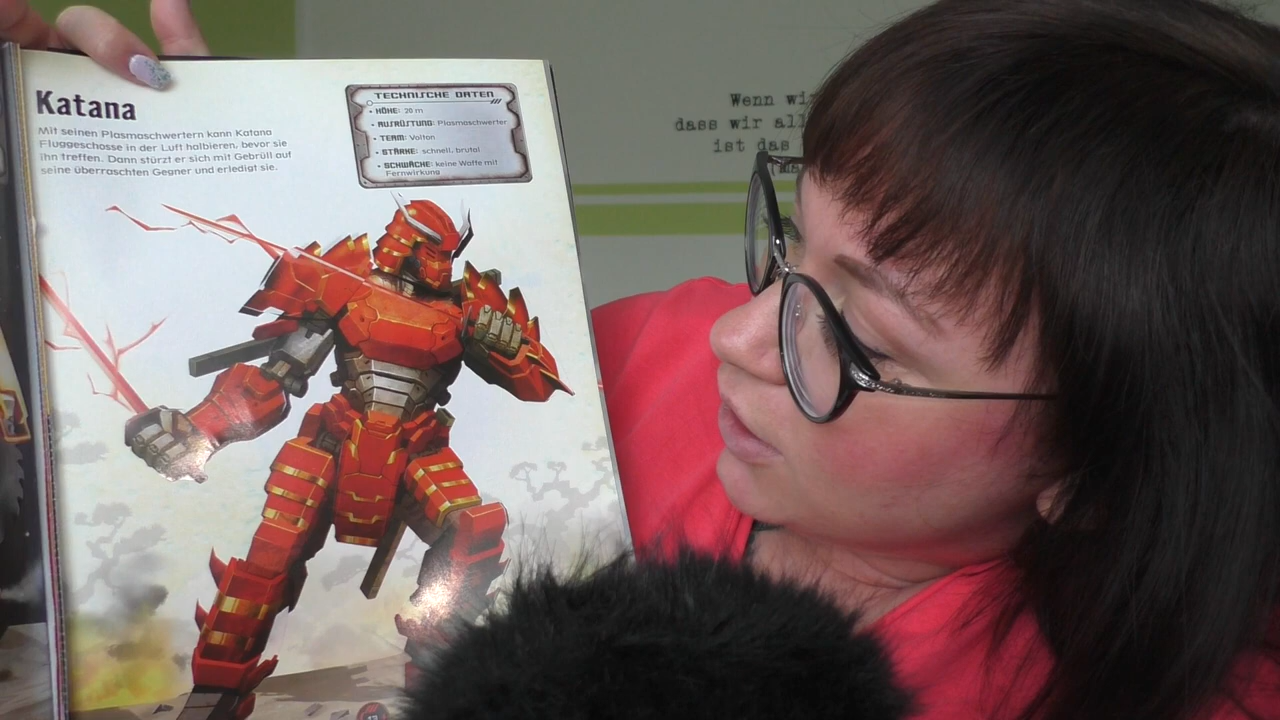 Katana
Mit seinen Plasmaschwertern kann Katana
Fluggeschosse in der Luft halbieren, bevor sie
ihn treffen. Dann stürzt er sich mit Gebrüll auf
seine überraschten Gegner und erledigt sie.
TECHNISCHE DATEN
• HÖHE: 20 m
• AUSRÜSTUNG: Plasmaschwerter
• TEAM: Volton
• STÄRKE: schnell, brutal
• SCHWÄCHE: keine Waffe mit
Fernwirkung
Wenn
dass wir
ist das